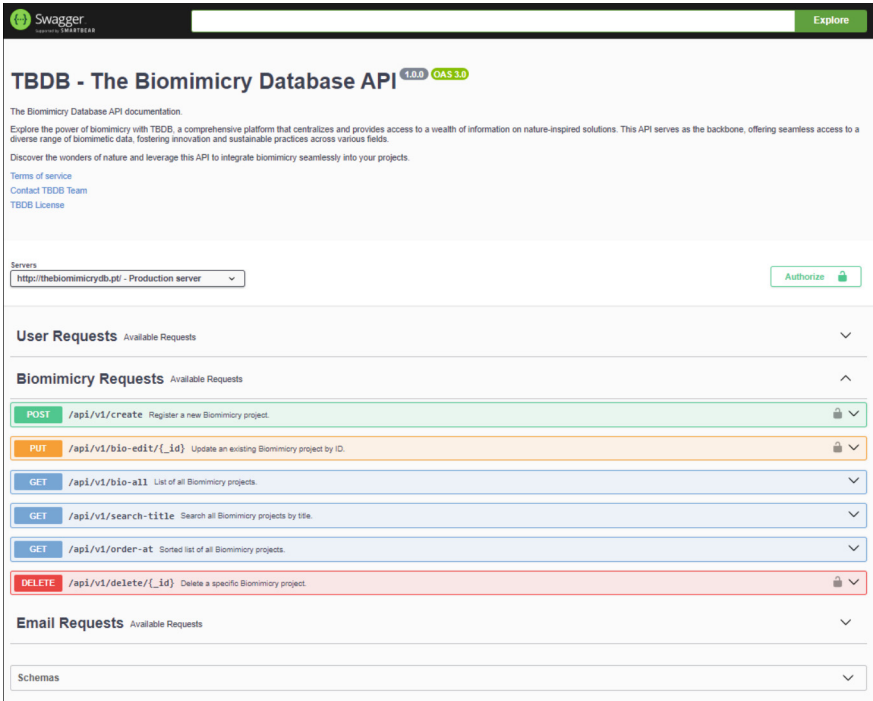 Swagger.
Supported by SMARTBEAR
Explore
TBDB - The Biomimicry Database API 1.0.0 OAS 3.0
The Biomimicry Database API documentation.
Explore the power of biomimicry with TBDB, a comprehensive platform that centralizes and provides access to a wealth of information on nature-inspired solutions. This API serves as the backbone, offering seamless access to a
diverse range of biomimetic data, fostering innovation and sustainable practices across various fields.
Discover the wonders of nature and leverage this API to integrate biomimicry seamlessly into your projects.
Terms of service
Contact TBDB Team
TBDB License
Servers
http://thebiomimicrydb.pt/ - Production server
Authorize
User Requests Available Requests
Biomimicry Requests Available Requests
POST /api/v1/create Register a new Biomimicry project.
PUT /api/v1/bio-edit/{_id} Update an existing Biomimicry project by ID.
GET /api/v1/bio-all List of all Biomimicry projects.
GET /api/v1/search-title Search all Biomimicry projects by title.
GET /api/v1/order-at Sorted list of all Biomimicry projects.
DELETE /api/v1/delete/{_id} Delete a specific Biomimicry project.
Email Requests Available Requests
Schemas